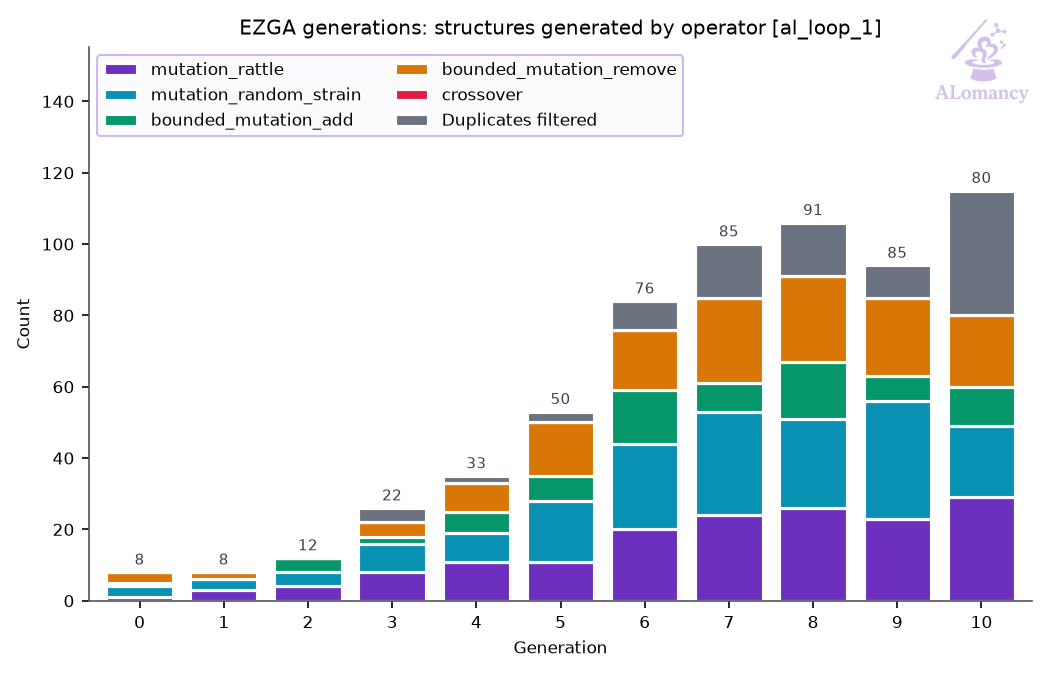 EZGA generations: structures generated by operator [al_loop_1]
ALomancy
mutation_rattle
mutation_random_strain
bounded_mutation_add
bounded_mutation_remove
crossover
Duplicates filtered
Count
140
120
100
80
60
40
20
0
8
8
12
22
33
50
76
85
91
85
80
0 1 2 3 4 5 6 7 8 9 10
Generation